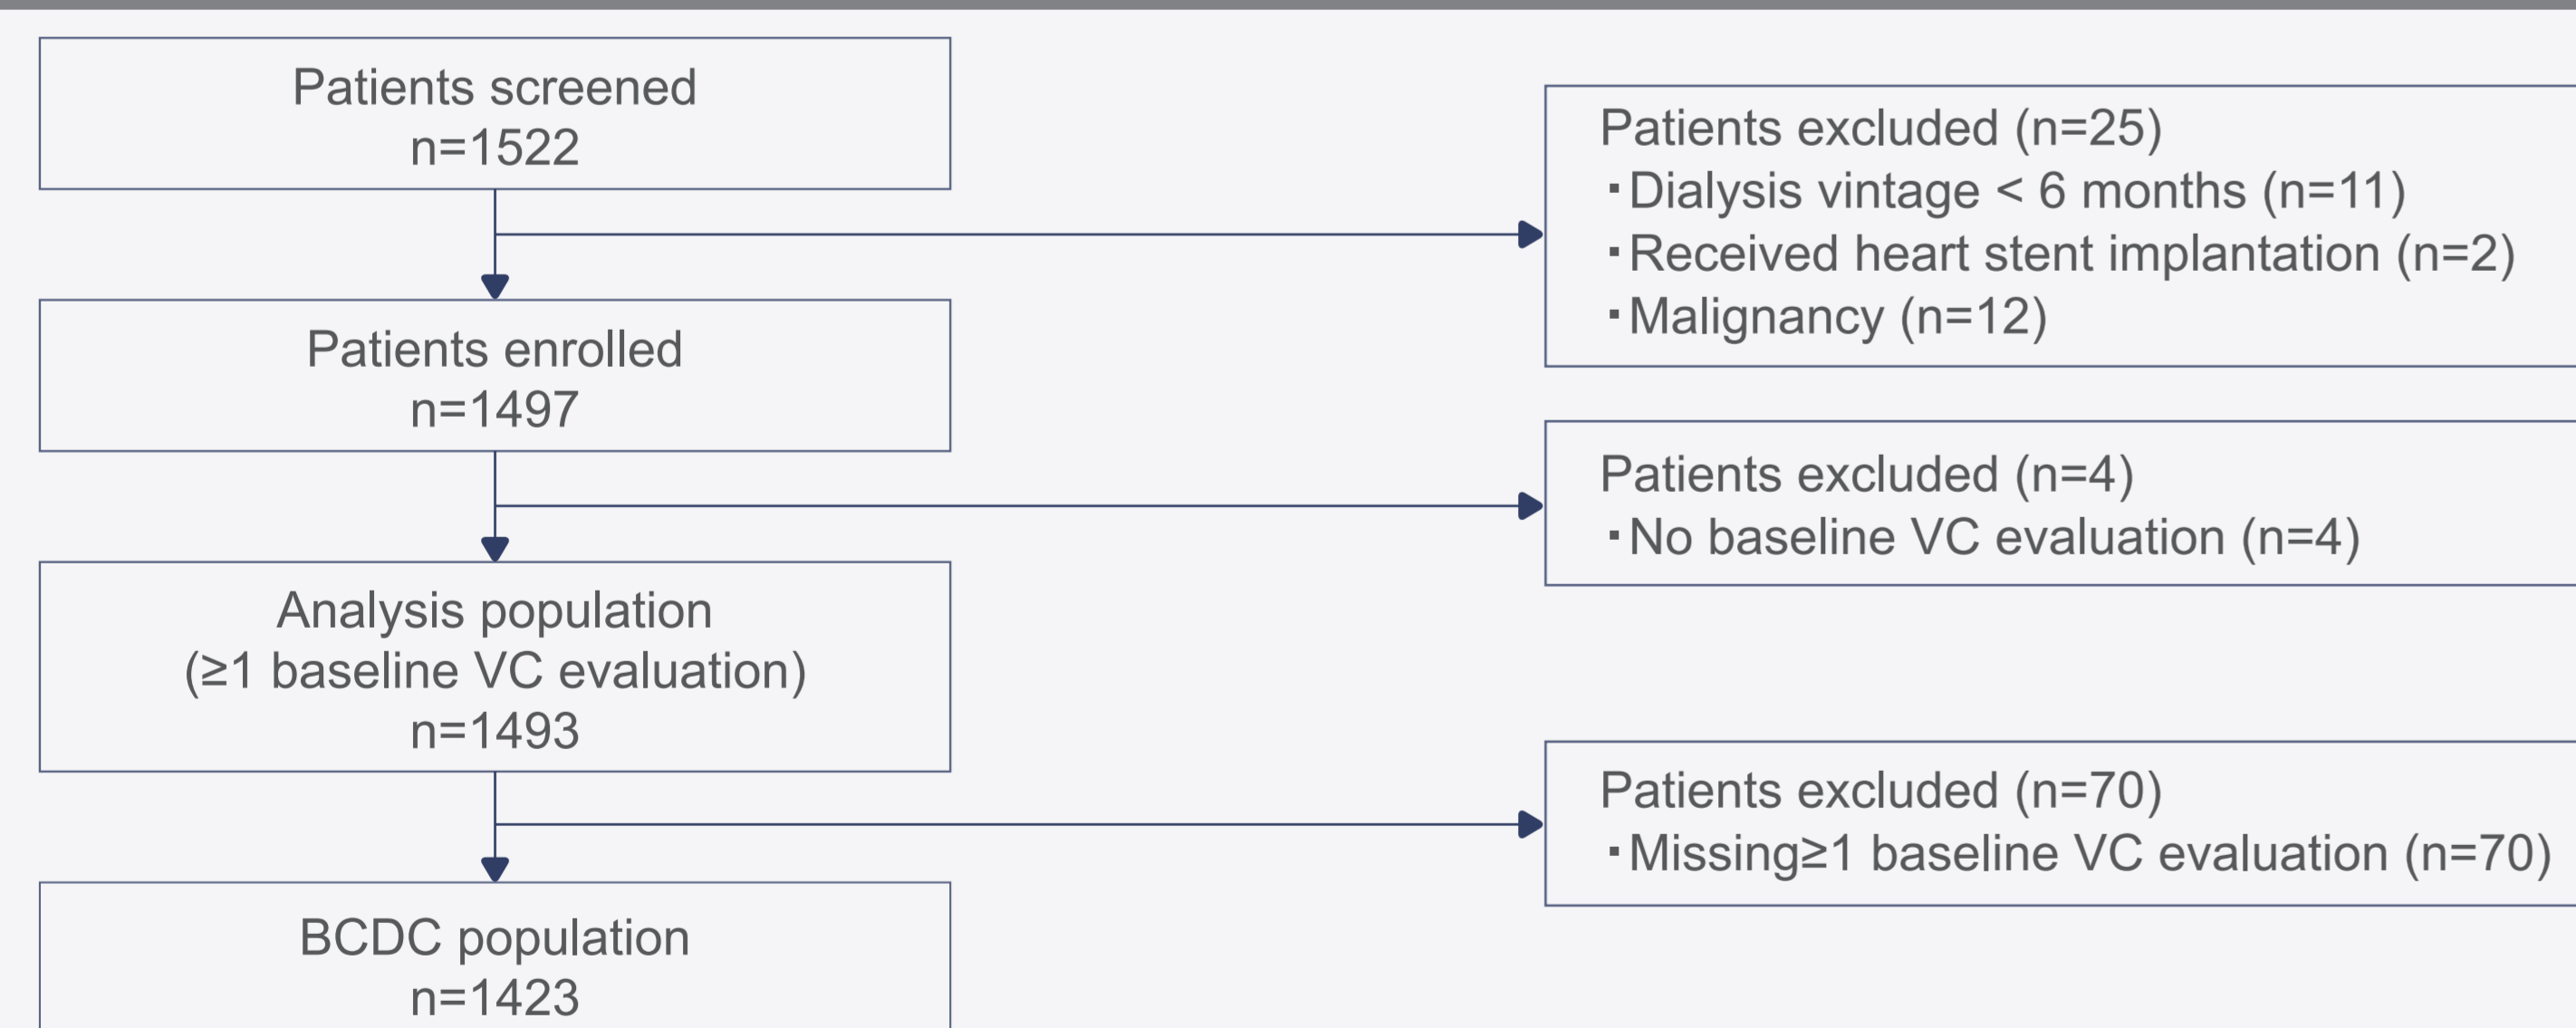 Patients screened
n=1522
Patients excluded (n=25)
▪Dialysis vintage < 6 months (n=11)
▪Received heart stent implantation (n=2)
▪Malignancy (n=12)
Patients enrolled
n=1497
Patients excluded (n=4)
▪No baseline VC evaluation (n=4)
Analysis population
(≥1 baseline VC evaluation)
n=1493
Patients excluded (n=70)
▪Missing≥1 baseline VC evaluation (n=70)
BCDC population
n=1423